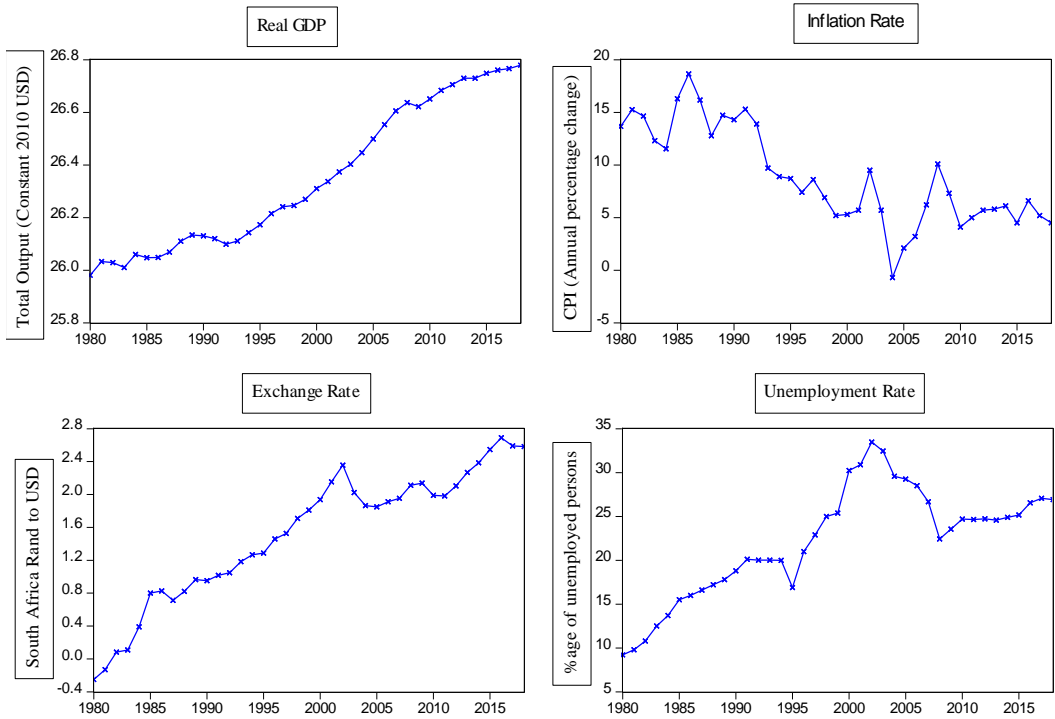 Real GDP
Total Output (Constant 2010 USD)
26.8
26.6
26.4
26.2
26.0
25.8
1980 1985 1990 1995 2000 2005 2010 2015
Inflation Rate
CPI (Annual percentage change)
20
15
10
5
0
-5
1980 1985 1990 1995 2000 2005 2010 2015
Exchange Rate
South Africa Rand to USD
2.8
2.4
2.0
1.6
1.2
0.8
0.4
0.0
-0.4
1980 1985 1990 1995 2000 2005 2010 2015
Unemployment Rate
%age of unemployed persons
35
30
25
20
15
10
5
1980 1985 1990 1995 2000 2005 2010 2015